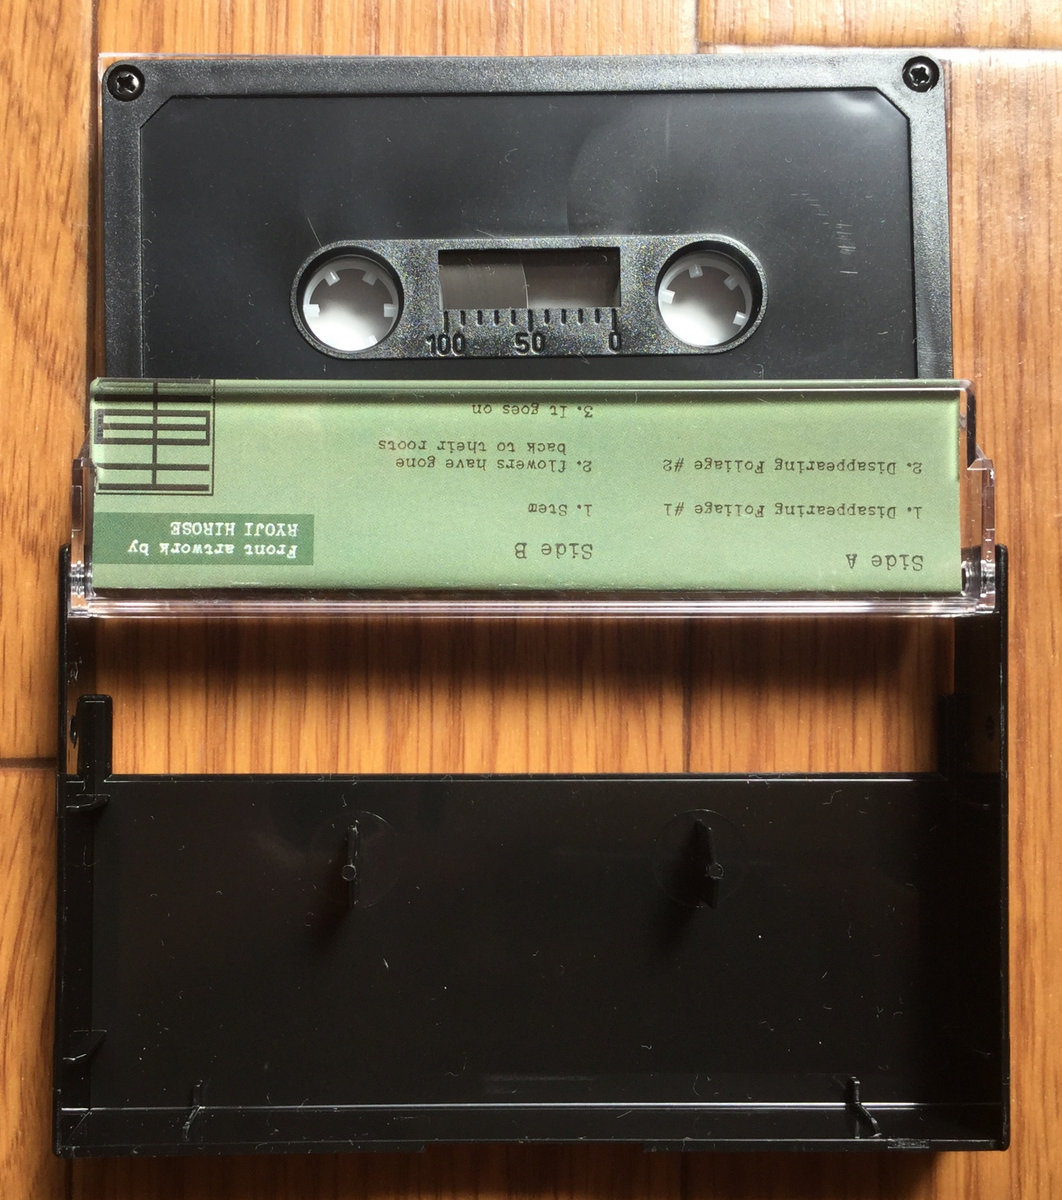 100 50 0
Side A
1. Disappearing Foliage #1
2. Disappearing Foliage #2
Side B
1. Stem
2. flowers have gone
back to their roots
3. It goes on
Front artwork by
RYOJI HIROSE